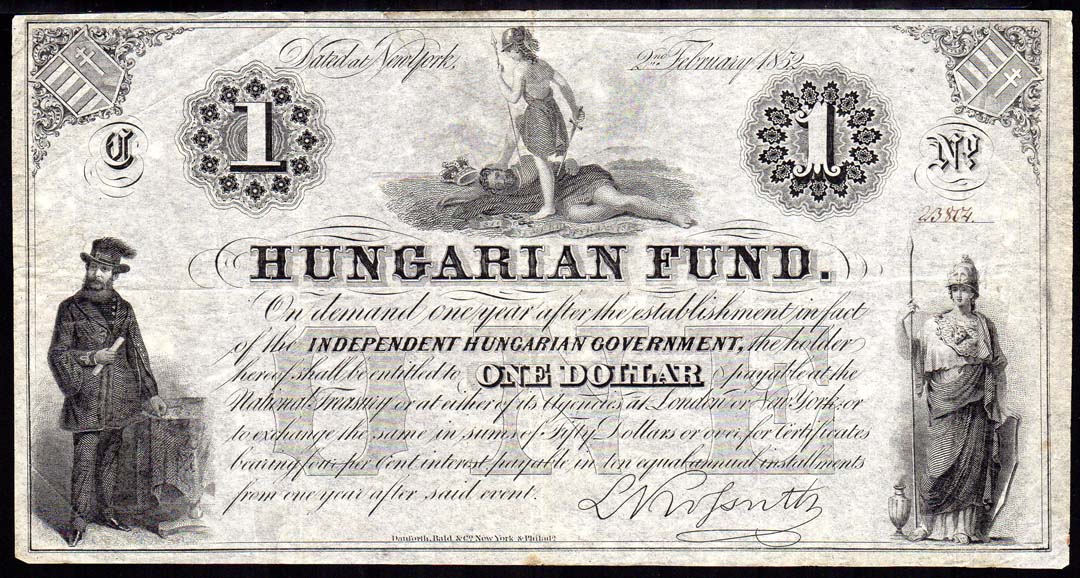 Dated at New York, 2nd February 1852
1 1
C No
23804
HUNGARIAN FUND.
On demand one year after the establishment in fact
of the INDEPENDENT HUNGARIAN GOVERNMENT, the holder
hereof shall be entitled to ONE DOLLAR payable at the
National Treasury or at either of its Agencies at London or New York; or
to exchange the same in sums of Fifty Dollars or over, for Certificates
bearing four per Cent interest, payable in ten equal annual installments
from one year after said event.
ONE
L Kossuth
Danforth, Bald & Co. New York & Philada.